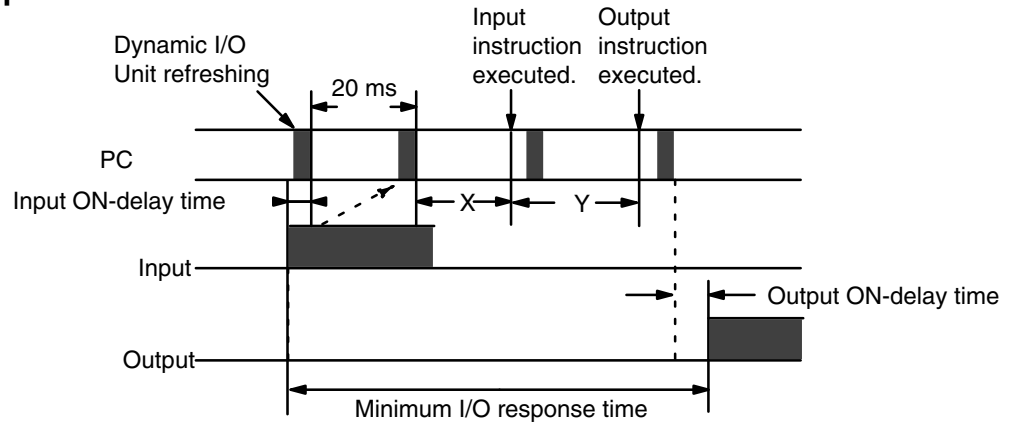 Input
instruction
executed.
Output
instruction
executed.
Dynamic I/O
Unit refreshing
20 ms
PC
Input ON-delay time
X
Y
Input
Output ON-delay time
Output
Minimum I/O response time